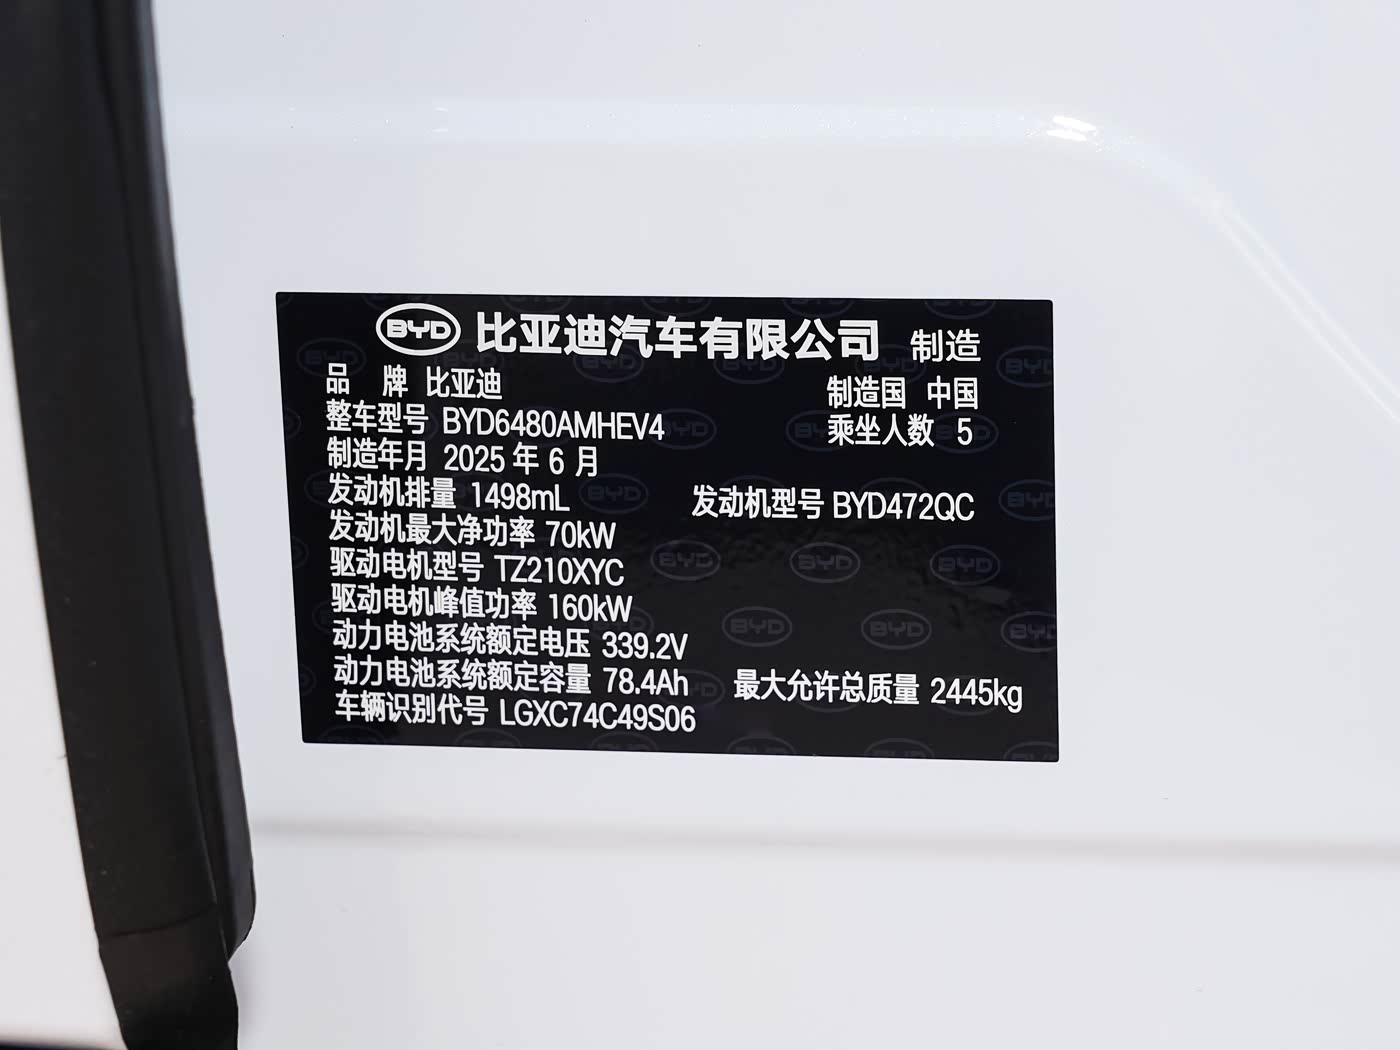 BYD 比亚迪汽车有限公司 制造
品 牌 比亚迪 制造国 中国
整车型号 BYD6480AMHEV4 乘坐人数 5
制造年月 2025 年 6 月
发动机排量 1498mL 发动机型号 BYD472QC
发动机最大净功率 70kW
驱动电机型号 TZ210XYC
驱动电机峰值功率 160kW
动力电池系统额定电压 339.2V
动力电池系统额定容量 78.4Ah 最大允许总质量 2445kg
车辆识别代号 LGXC74C49S06